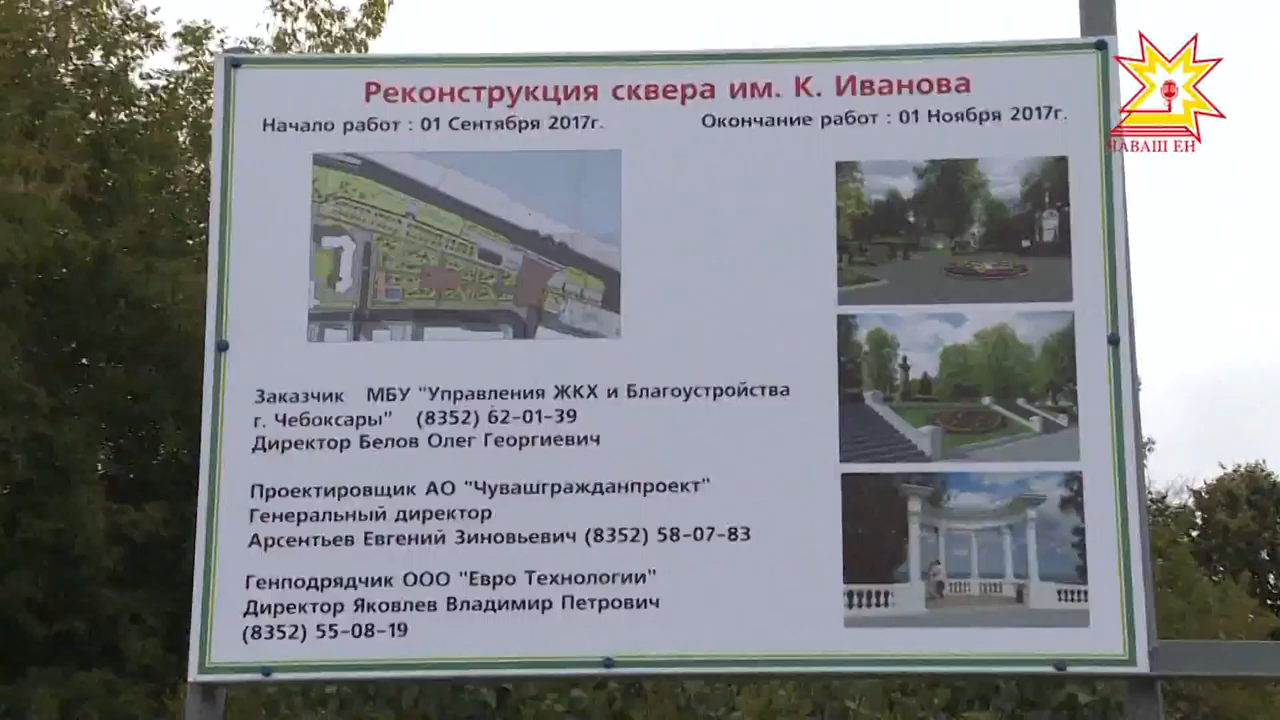 Реконструкция сквера им. К. Иванова
Начало работ : 01 Сентября 2017г.
Окончание работ : 01 Ноября 2017г.
ЧАВАШ ЕН
Заказчик МБУ "Управления ЖКХ и Благоустройства
г. Чебоксары" (8352) 62-01-39
Директор Белов Олег Георгиевич
Проектировщик АО "Чувашгражданпроект"
Генеральный директор
Арсентьев Евгений Зиновьевич (8352) 58-07-83
Генподрядчик ООО "Евро Технологии"
Директор Яковлев Владимир Петрович
(8352) 55-08-19